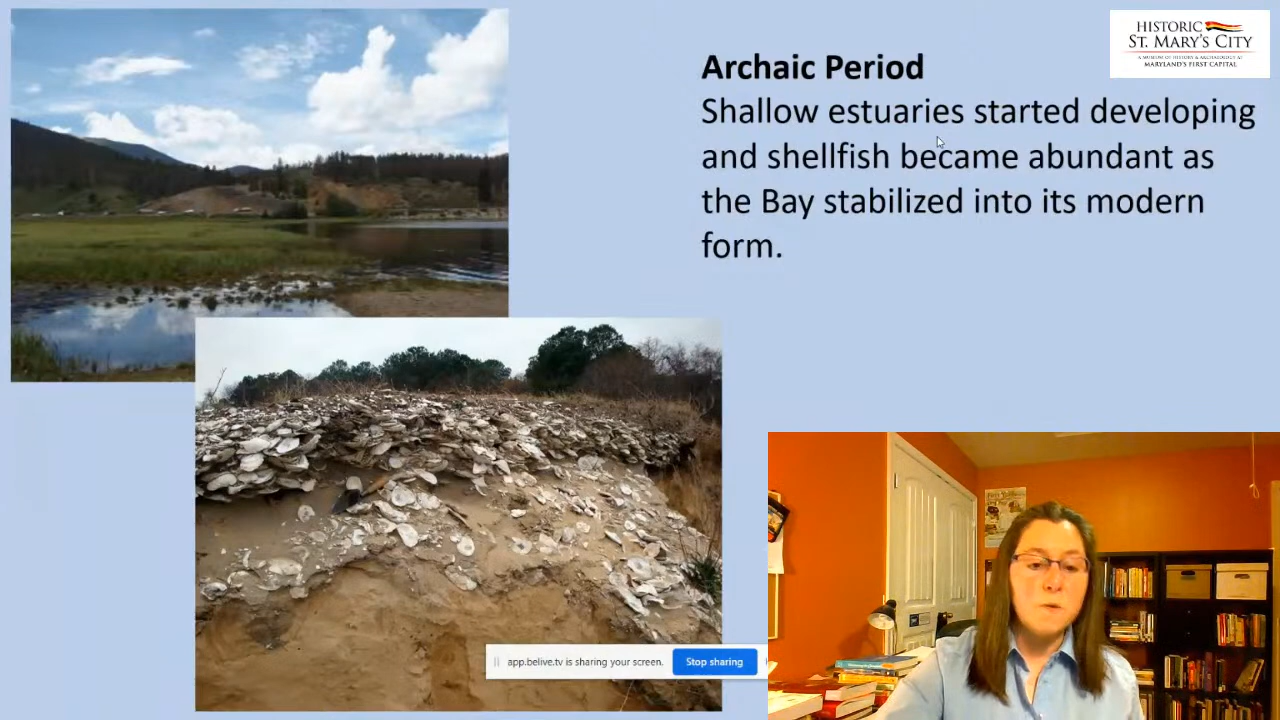 HISTORIC
ST. MARY'S CITY
A MUSEUM OF HISTORY & ARCHAEOLOGY AT
MARYLAND'S FIRST CAPITAL
Archaic Period
Shallow estuaries started developing
and shellfish became abundant as
the Bay stabilized into its modern
form.
app.belive.tv is sharing your screen.
Stop sharing